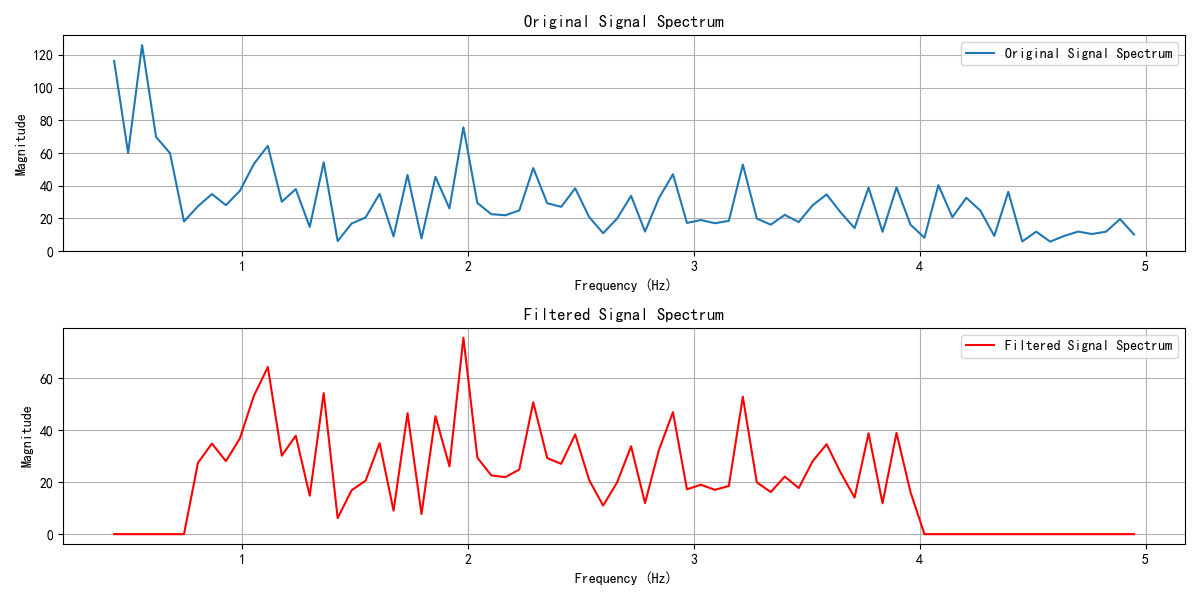 Original Signal Spectrum
Original Signal Spectrum
Magnitude
120
100
80
60
40
20
0
1 2 3 4 5
Frequency (Hz)
Filtered Signal Spectrum
Filtered Signal Spectrum
Magnitude
60
40
20
0
1 2 3 4 5
Frequency (Hz)